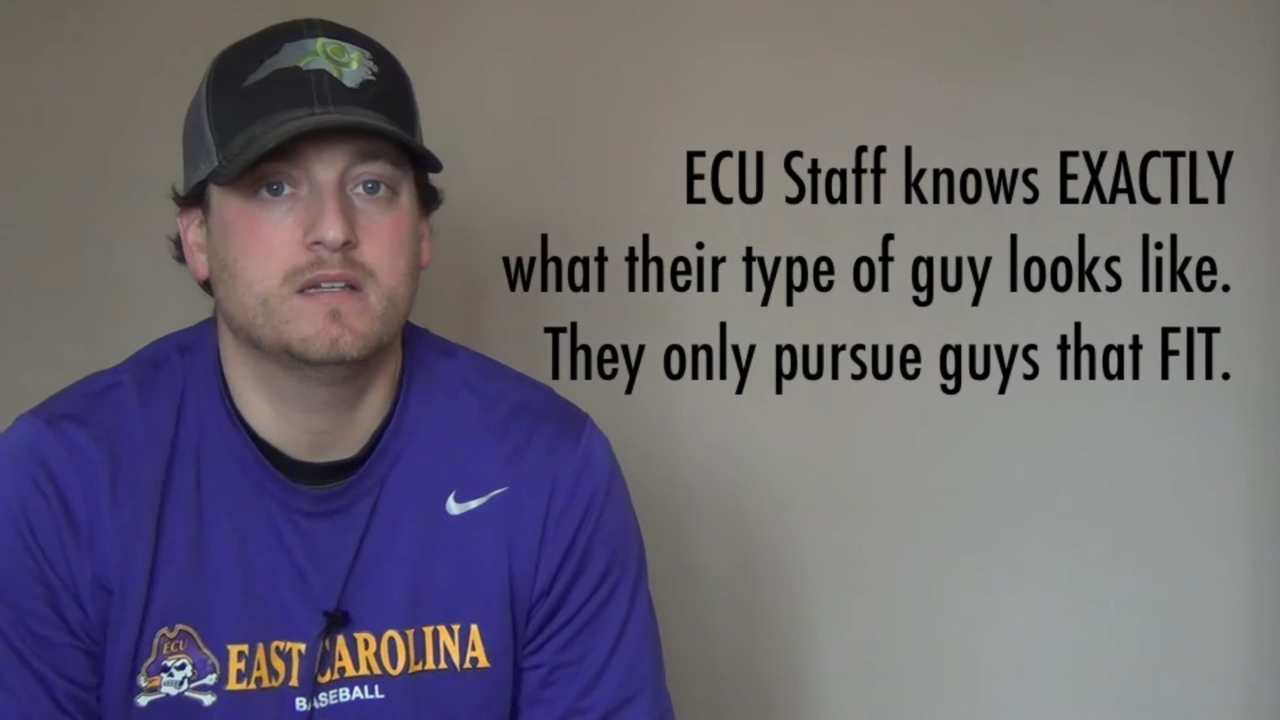 ECU Staff knows EXACTLY
what their type of guy looks like.
They only pursue guys that FIT.
ECU
EAST CAROLINA
BASEBALL